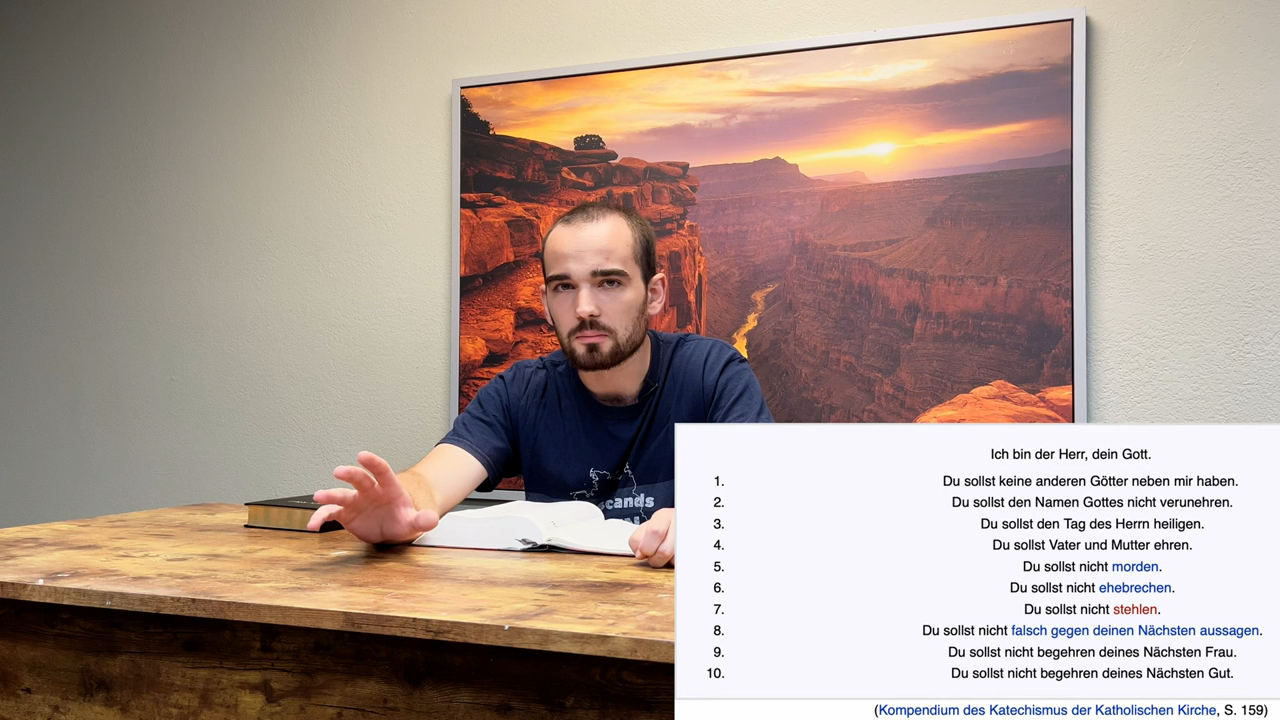 Ich bin der Herr, dein Gott.
1. Du sollst keine anderen Götter neben mir haben.
2. Du sollst den Namen Gottes nicht verunehren.
3. Du sollst den Tag des Herrn heiligen.
4. Du sollst Vater und Mutter ehren.
5. Du sollst nicht morden.
6. Du sollst nicht ehebrechen.
7. Du sollst nicht stehlen.
8. Du sollst nicht falsch gegen deinen Nächsten aussagen.
9. Du sollst nicht begehren deines Nächsten Frau.
10. Du sollst nicht begehren deines Nächsten Gut.
(Kompendium des Katechismus der Katholischen Kirche, S. 159)